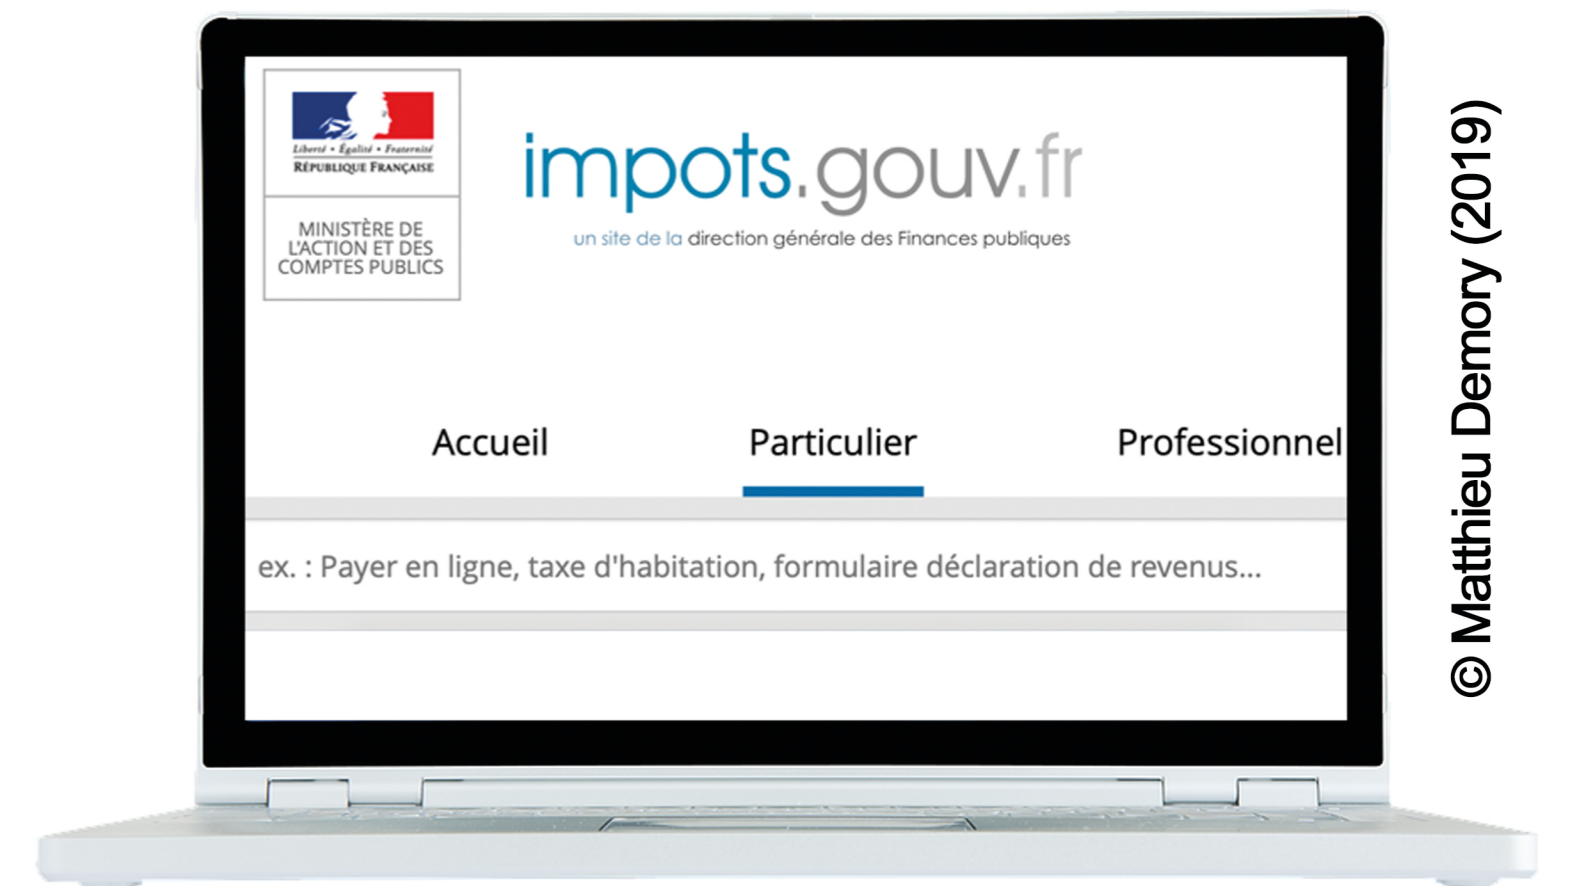 Liberté • Égalité • Fraternité
RÉPUBLIQUE FRANÇAISE
MINISTÈRE DE
L'ACTION ET DES
COMPTES PUBLICS
impots.gouv.fr
un site de la direction générale des Finances publiques
Accueil Particulier Professionnel
ex. : Payer en ligne, taxe d'habitation, formulaire déclaration de revenus...
© Matthieu Demory (2019)